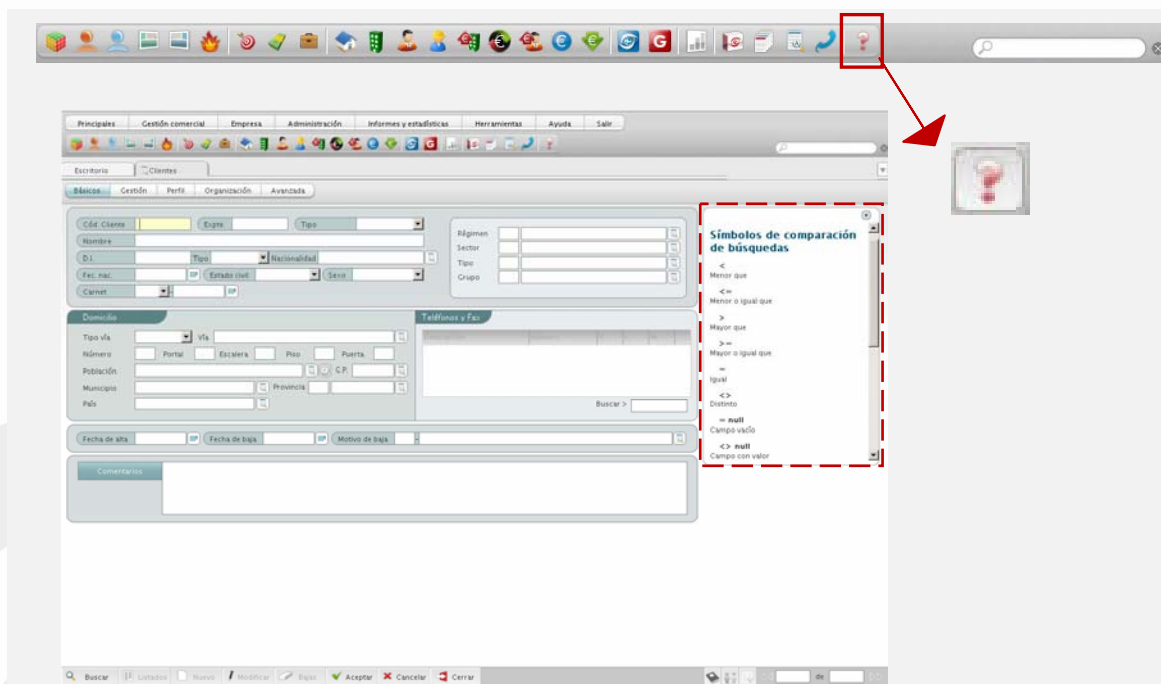 Principales Gestión comercial Empresa Administración Informes y estadísticas Herramientas Ayuda Salir
Escritorio Clientes
Básicos Gestión Perfil Organización Avanzada
Cód. Cliente Expte. Tipo
Nombre
D.I. Tipo Nacionalidad
Fec. nac. Estado civil Sexo
Carnet -
Régimen
Sector
Tipo
Grupo
Domicilio
Tipo vía Vía
Número Portal Escalera Piso Puerta
Población C.P.
Municipio Provincia
País
Teléfonos y Fax
Buscar >
Fecha de alta Fecha de baja Motivo de baja -
Comentarios
Símbolos de comparación
de búsquedas
<
Menor que
<=
Menor o igual que
>
Mayor que
>=
Mayor o igual que
=
Igual
<>
Distinto
= null
Campo vacío
<> null
Campo con valor
Buscar Listados Nuevo Modificar Bajas Aceptar Cancelar Cerrar de